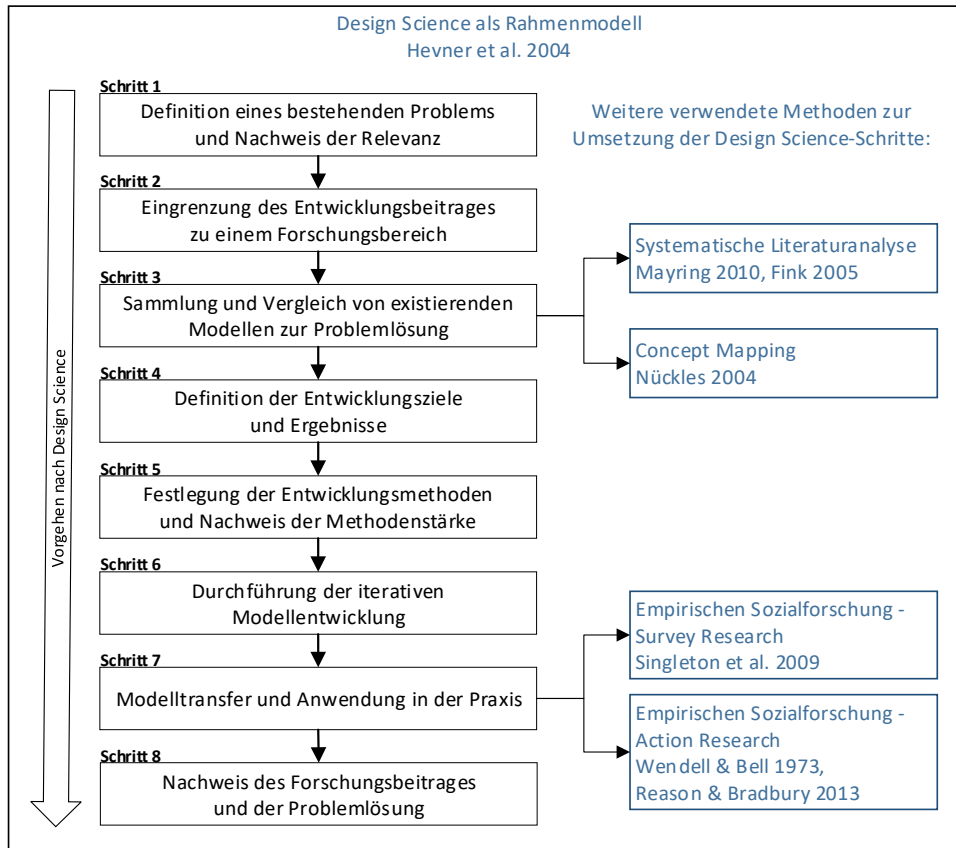 Design Science als Rahmenmodell
Hevner et al. 2004
Schritt 1
Definition eines bestehenden Problems
und Nachweis der Relevanz
Weitere verwendete Methoden zur
Umsetzung der Design Science-Schritte:
Schritt 2
Eingrenzung des Entwicklungsbeitrages
zu einem Forschungsbereich
Schritt 3
Sammlung und Vergleich von existierenden
Modellen zur Problemlösung
Systematische Literaturanalyse
Mayring 2010, Fink 2005
Concept Mapping
Nückles 2004
Schritt 4
Definition der Entwicklungsziele
und Ergebnisse
Schritt 5
Festlegung der Entwicklungsmethoden
und Nachweis der Methodenstärke
Schritt 6
Durchführung der iterativen
Modellentwicklung
Schritt 7
Modelltransfer und Anwendung in der Praxis
Empirischen Sozialforschung -
Survey Research
Singleton et al. 2009
Empirischen Sozialforschung -
Action Research
Wendell & Bell 1973,
Reason & Bradbury 2013
Schritt 8
Nachweis des Forschungsbeitrages
und der Problemlösung
Vorgehen nach Design Science